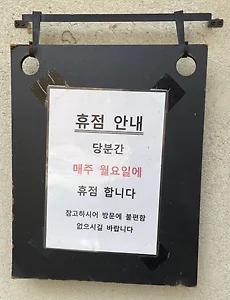 휴점 안내
당분간
매주 월요일에
휴점 합니다
참고하시어 방문에 불편함
없으시길 바랍니다